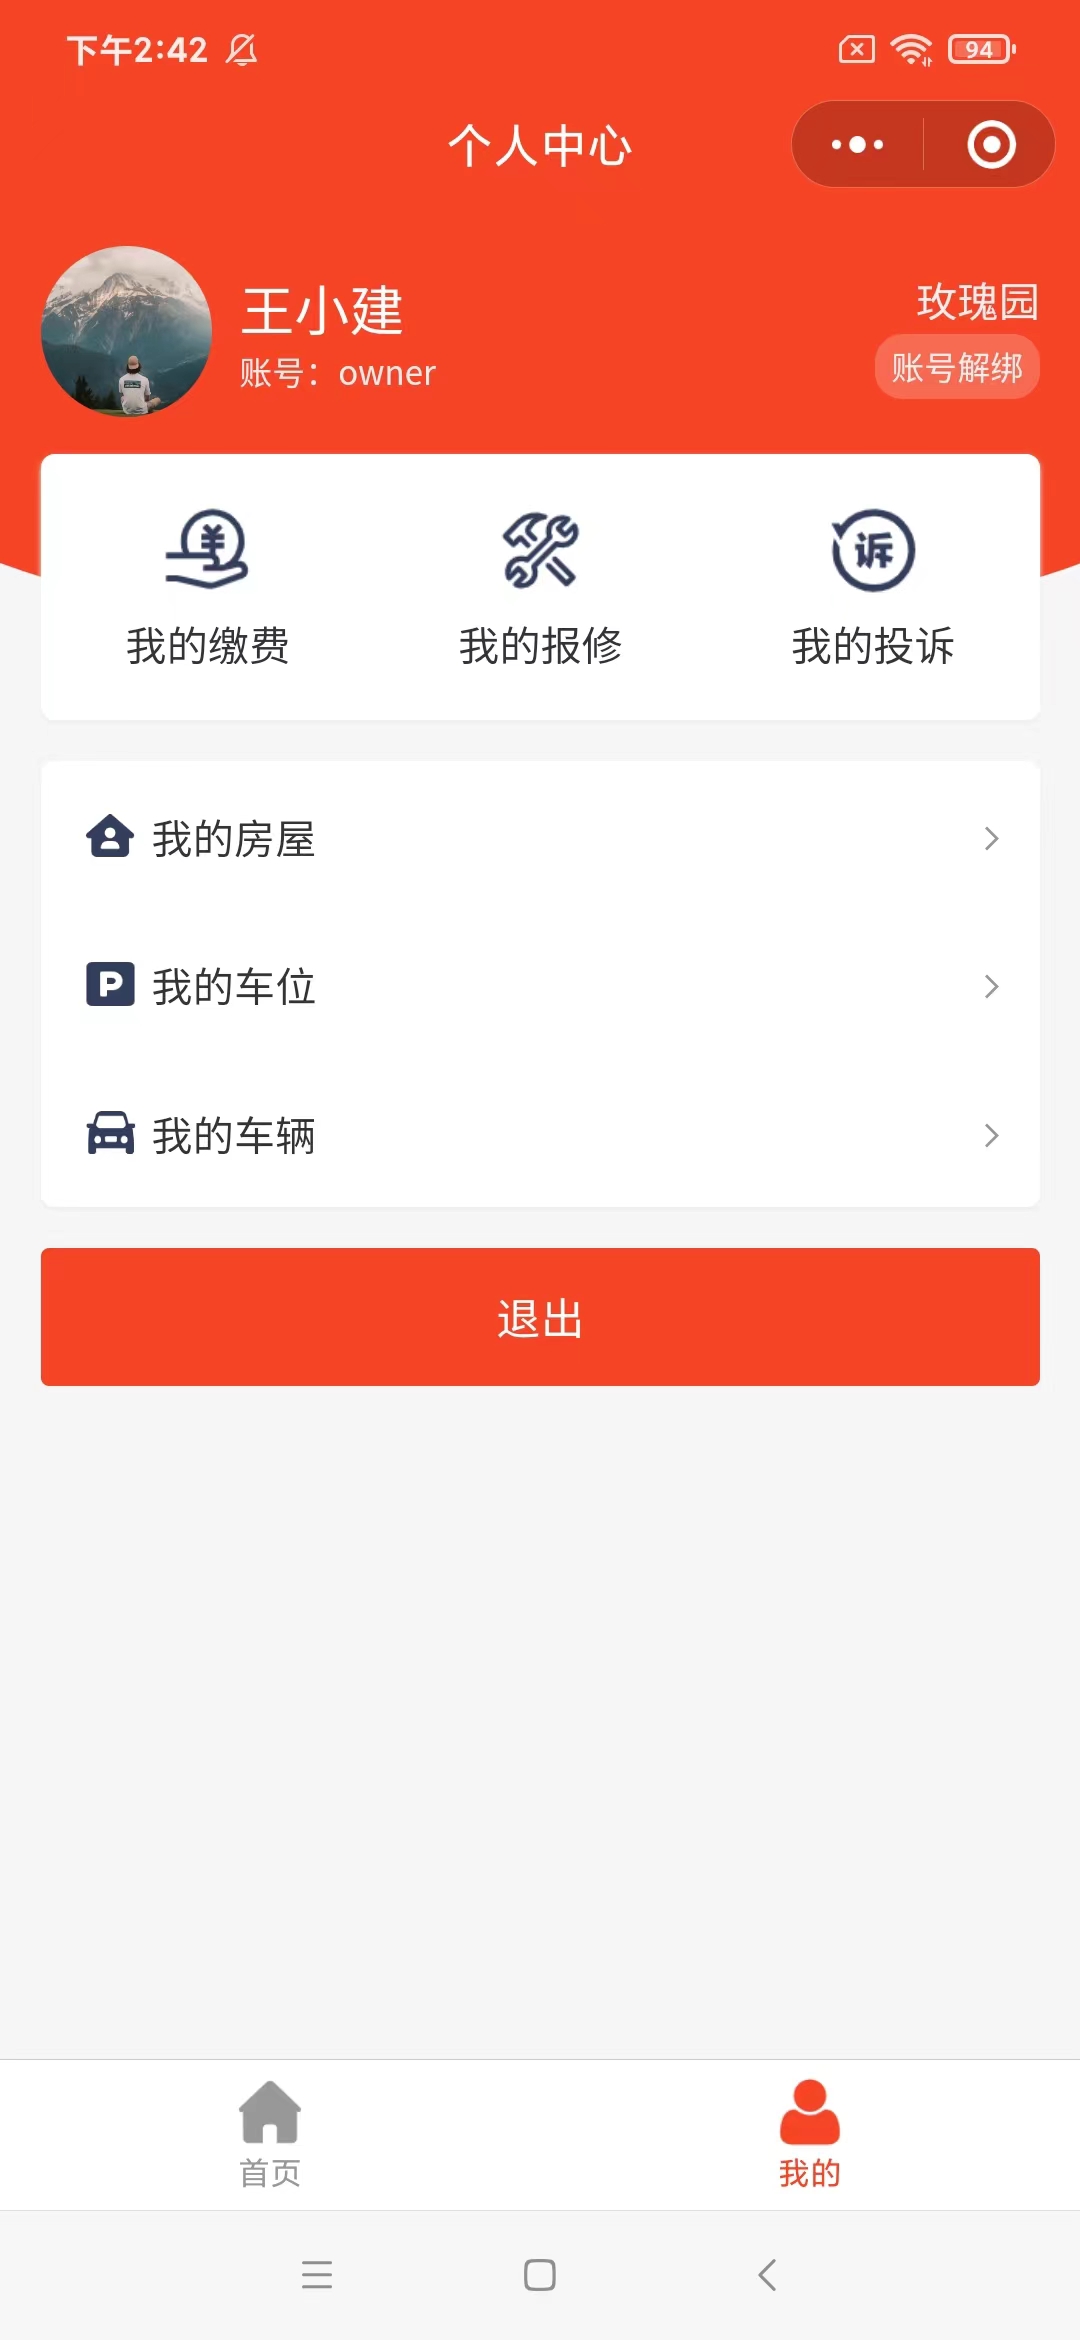 下午2:42
94
个人中心
王小建
账号：owner
玫瑰园
账号解绑
诉
我的缴费
我的报修
我的投诉
我的房屋
P
我的车位
我的车辆
退出
首页
我的